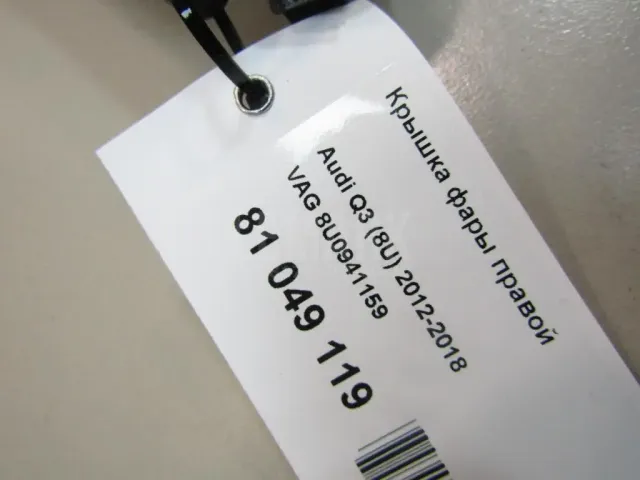 Крышка фары правой
Audi Q3 (8U) 2012-2018
VAG 8U0941159
81 049 119